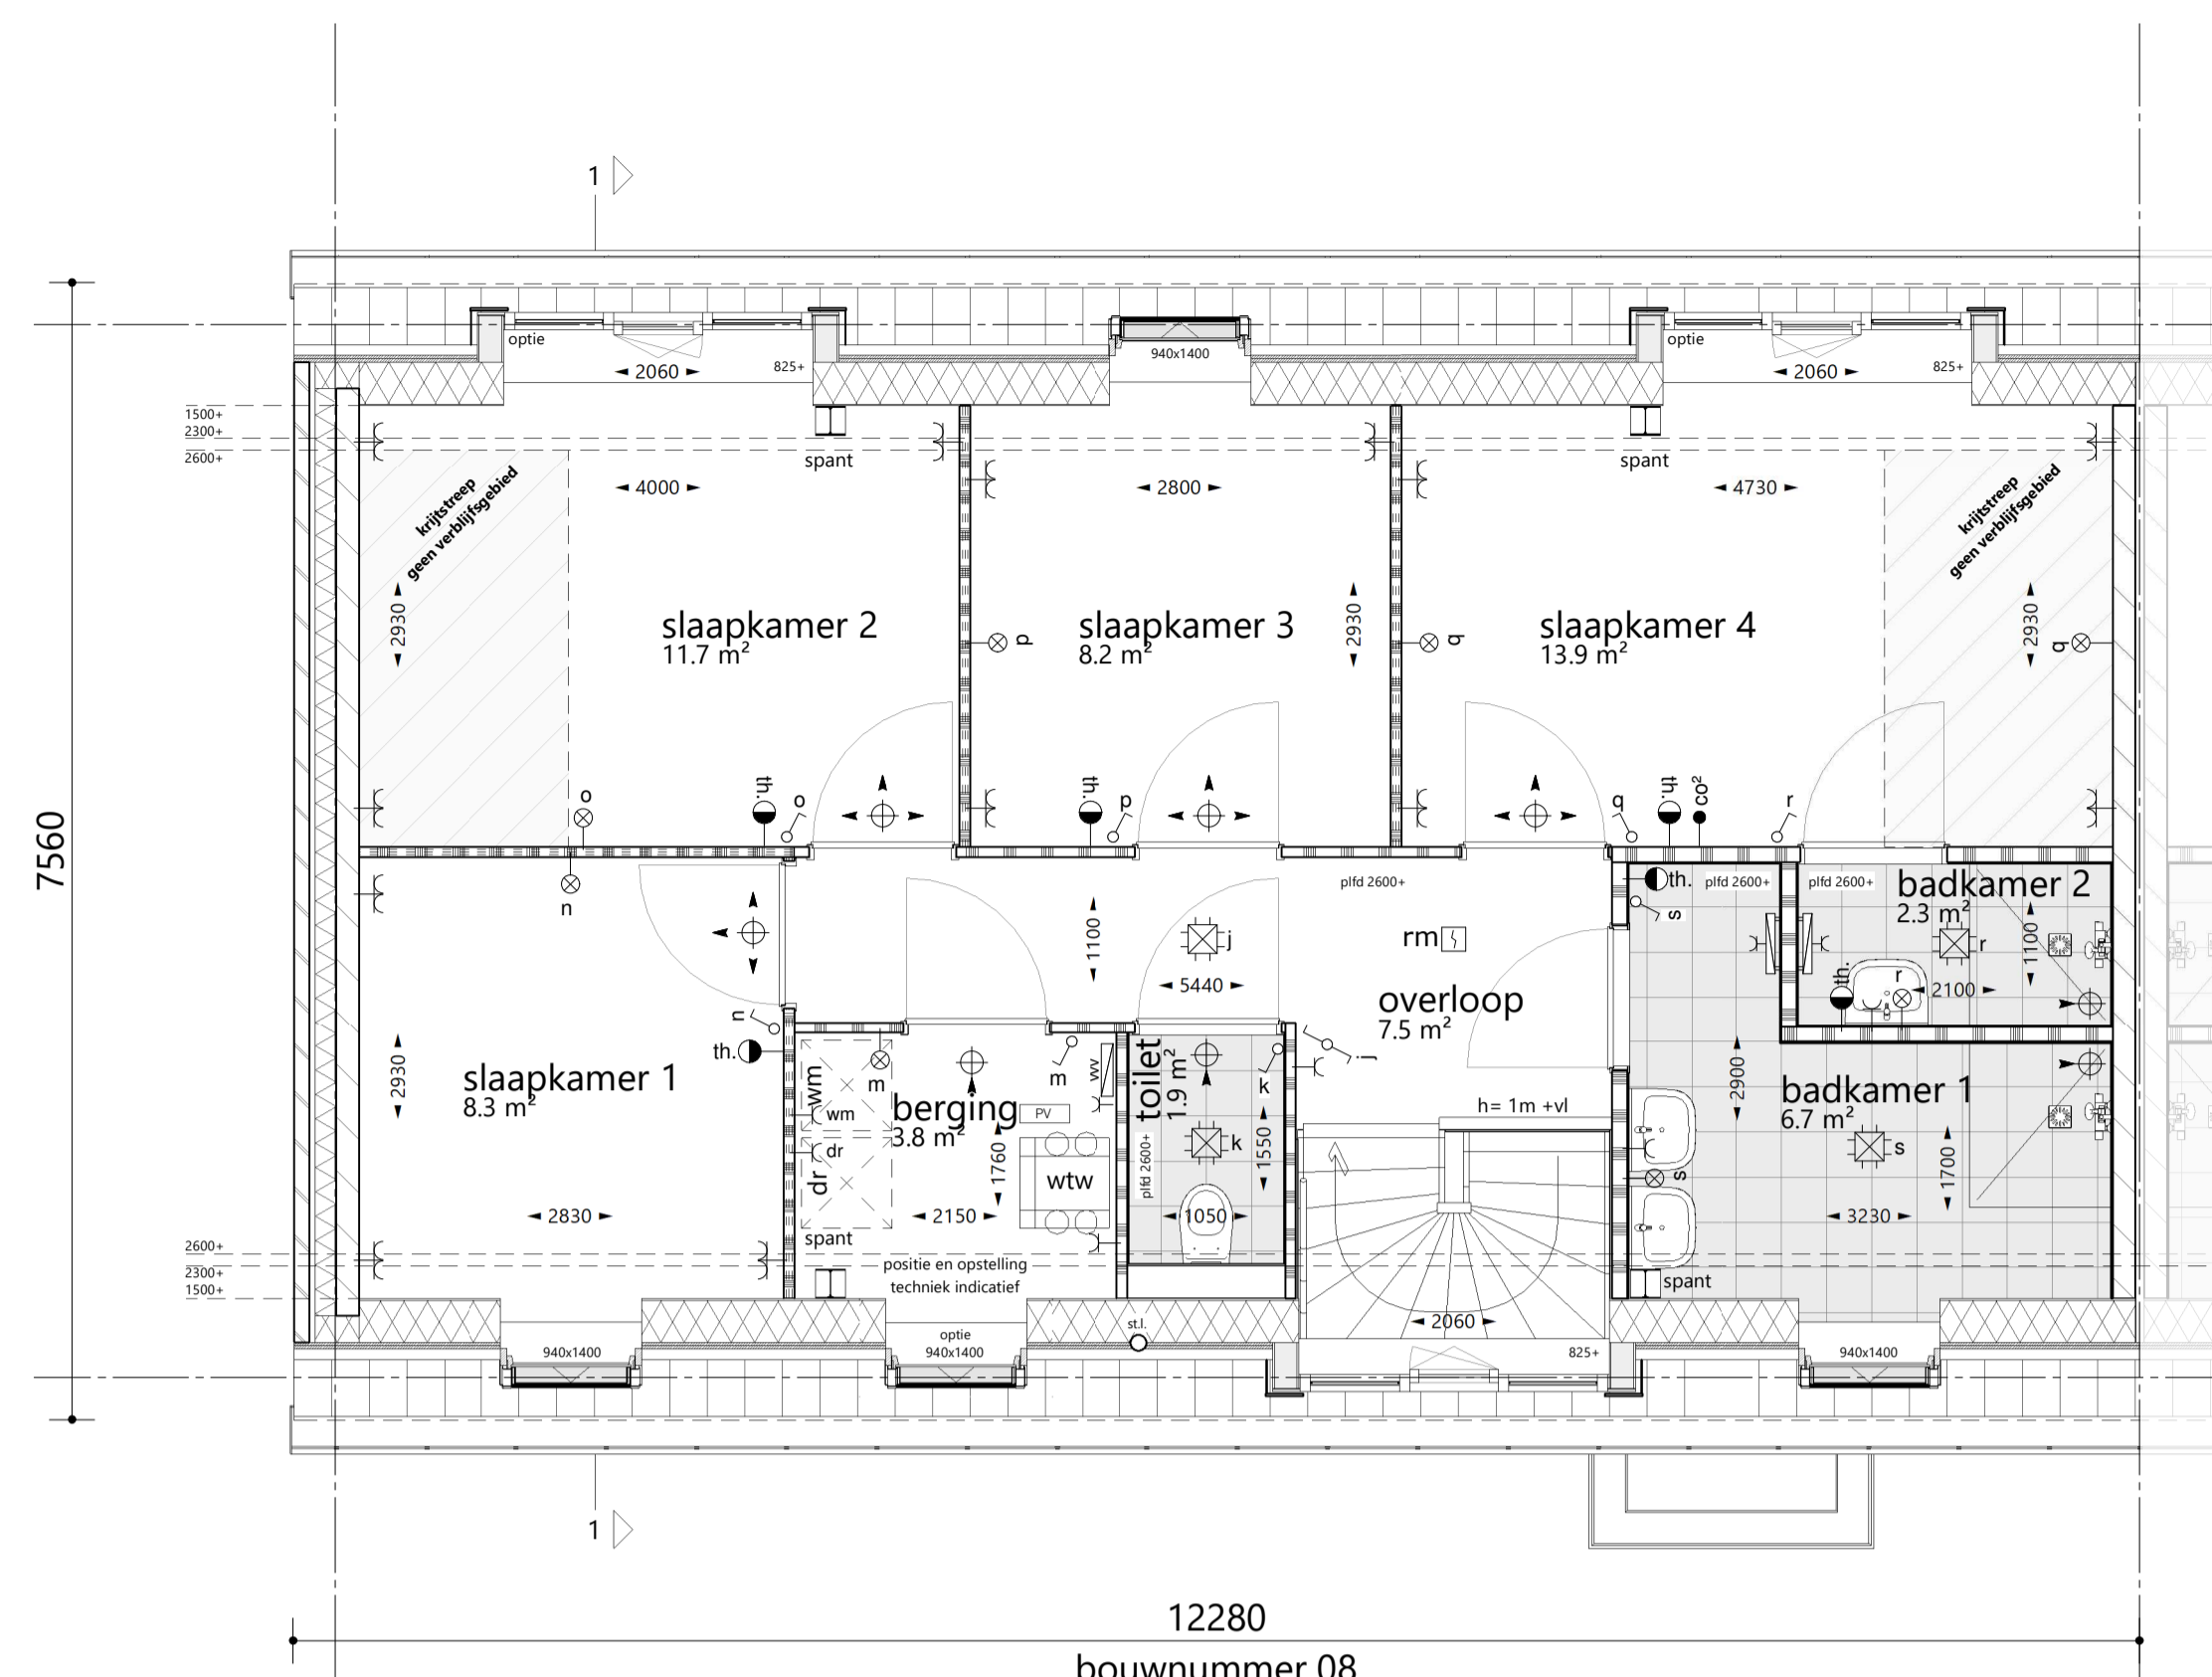 1
optie
2060
825+
940x1400
optie
2060
825+
1500+
2300+
2600+
spant
spant
4000
2800
4730
krijtstreep
geen verblijfsgebied
krijtstreep
geen verblijfsgebied
2930
2930
2930
slaapkamer 2
11.7 m²
p
slaapkamer 3
8.2 m²
q
slaapkamer 4
13.9 m²
q
o
th.
o
th.
p
q
th.
co²
r
7560
n
plfd 2600+
th.
plfd 2600+
plfd 2600+
badkamer 2
2.3 m²
s
1100
j
rm
r
1100
5440
overloop
7.5 m²
th.
r
2100
n
th.
j
2930
slaapkamer 1
8.3 m²
wm
wm
m
m
wv
toilet
1.9 m²
k
2900
badkamer 1
6.7 m²
berging
3.8 m²
PV
h= 1m +vl
dr
dr
1760
wtw
plfd 2600+
k
1550
s
s
1700
2830
2150
1050
3230
spant
2600+
2300+
1500+
positie en opstelling
techniek indicatief
spant
2060
st.l.
940x1400
optie
940x1400
825+
940x1400
1
12280
bouwnummer 08